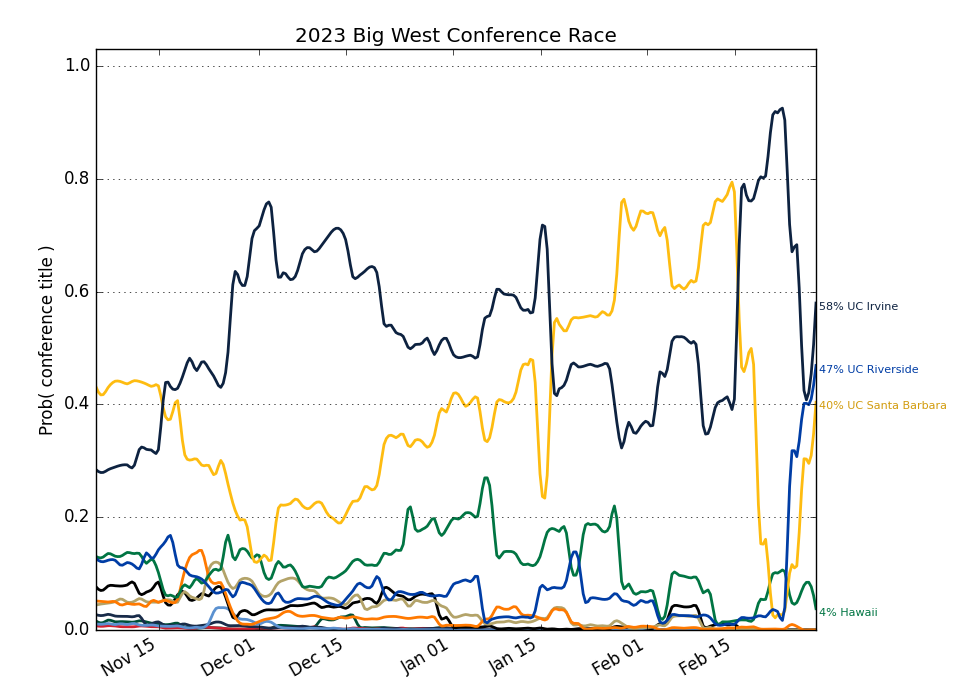 2023 Big West Conference Race
Prob( conference title )
1.0
0.8
0.6
0.4
0.2
0.0
Nov 15
Dec 01
Dec 15
Jan 01
Jan 15
Feb 01
Feb 15
58% UC Irvine
47% UC Riverside
40% UC Santa Barbara
4% Hawaii